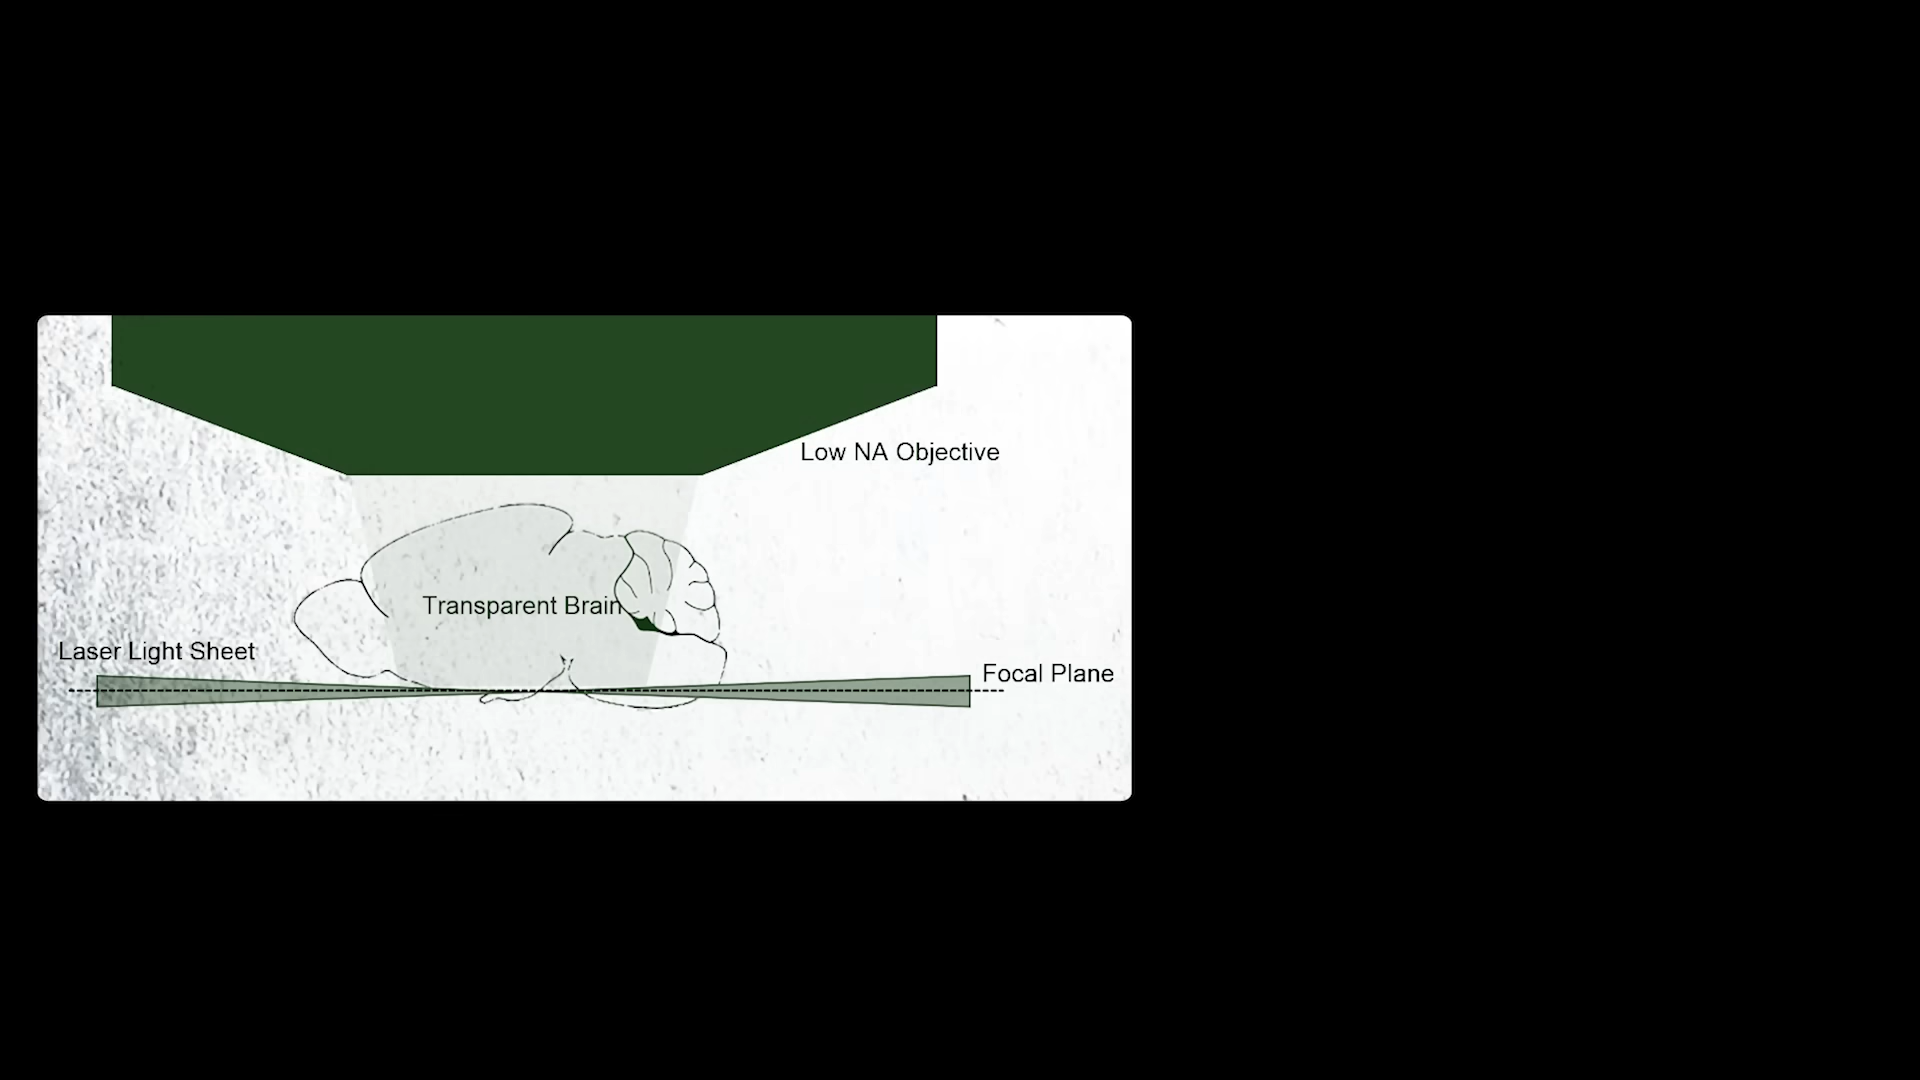 Low NA Objective
Transparent Brain
Laser Light Sheet
Focal Plane